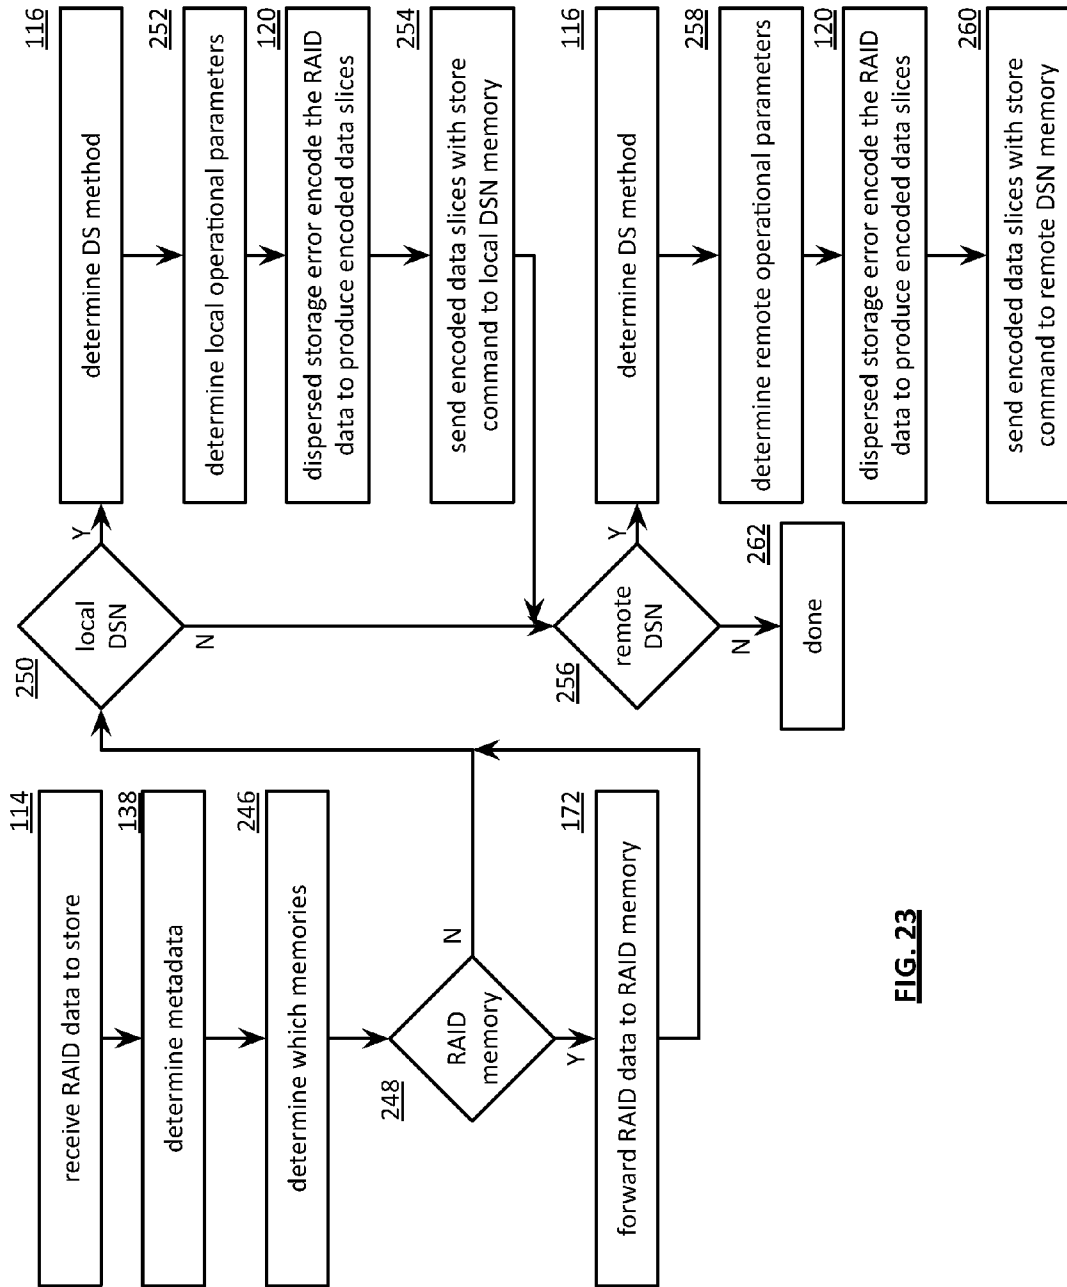 114
receive RAID data to store
138
determine metadata
246
determine which memories
248
RAID
memory
N
Y
172
forward RAID data to RAID memory
250
local
DSN
Y
N
116
determine DS method
252
determine local operational parameters
120
dispersed storage error encode the RAID
data to produce encoded data slices
254
send encoded data slices with store
command to local DSN memory
256
remote
DSN
Y
N
262
done
116
determine DS method
258
determine remote operational parameters
120
dispersed storage error encode the RAID
data to produce encoded data slices
260
send encoded data slices with store
command to remote DSN memory
FIG. 23